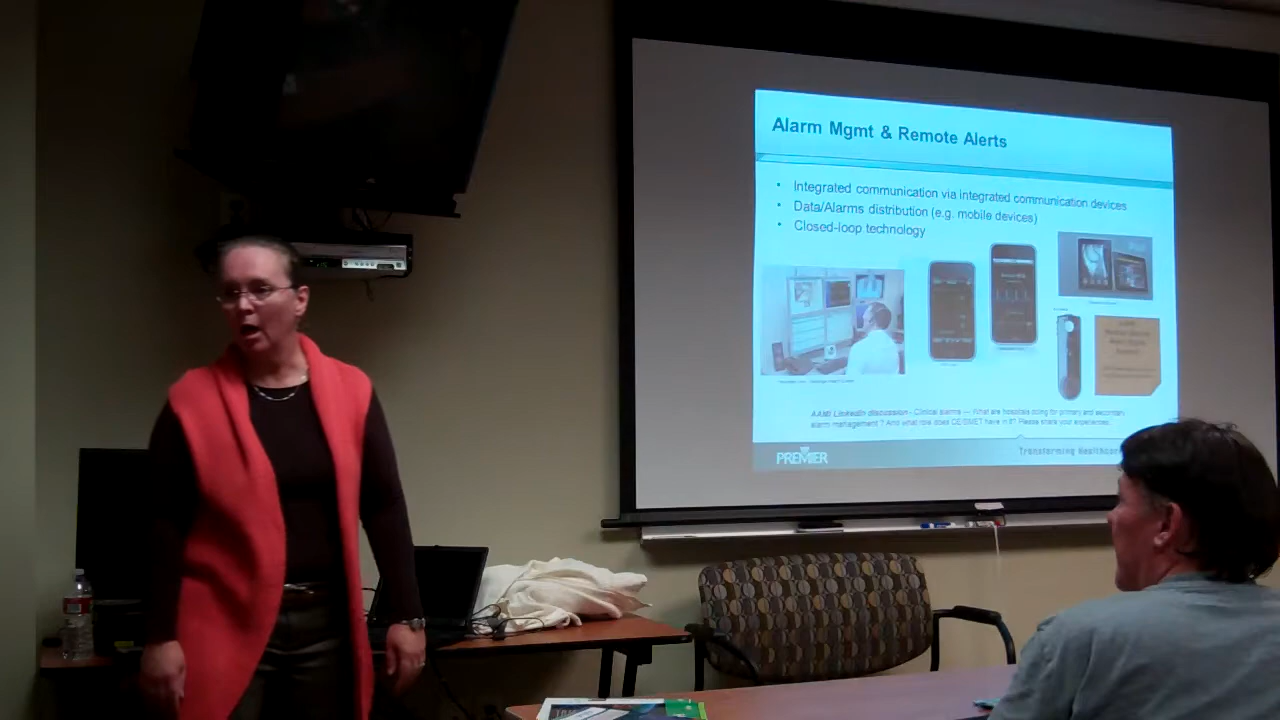 Alarm Mgmt & Remote Alerts
• Integrated communication via integrated communication devices
• Data/Alarms distribution (e.g. mobile devices)
• Closed-loop technology
AAMI LinkedIn discussion - Clinical alarms — What are hospitals doing for primary and secondary
alarm management ? And what role does CE/BMET have in it? Please share your experiences.
PREMIER
Transforming Healthcare